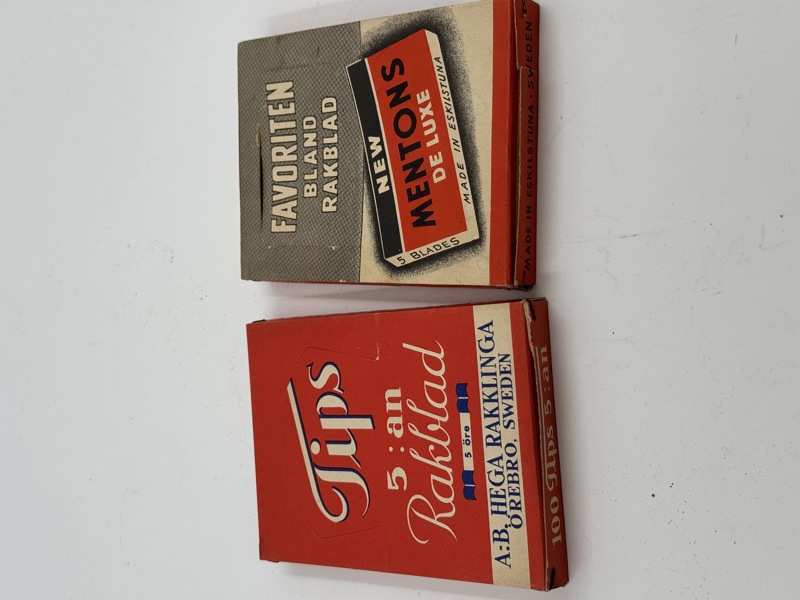 FAVORITEN
BLAND
RAKBLAD
NEW
MENTONS
DE LUXE
MADE IN ESKILSTUNA
5 BLADES
MADE IN ESKILSTUNA - SWEDEN
Tips
5:an
Rakblad
5 öre
A:B. HEGA RAKKLINGA
ÖREBRO, SWEDEN
100 Tips 5:an